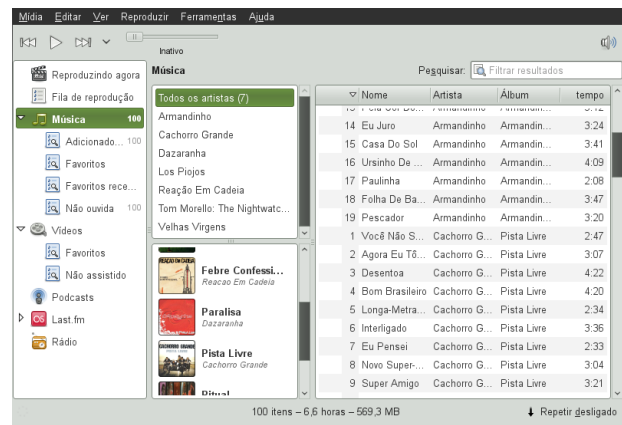 Mídia Editar Ver Reproduzir Ferramentas Ajuda
Inativo
Reproduzindo agora
Fila de reprodução
Música 100
Adicionado... 100
Favoritos
Favoritos rece...
Não ouvida 100
Vídeos
Favoritos
Não assistido
Podcasts
Last.fm
Rádio
Música
Pesquisar: Filtrar resultados
Todos os artistas (7)
Armandinho
Cachorro Grande
Dazaranha
Los Piojos
Reação Em Cadeia
Tom Morello: The Nightwatc...
Velhas Virgens
Febre Confessi...
Reacao Em Cadeia
Paralisa
Dazaranha
Pista Livre
Cachorro Grande
Ritual
Nome Artista Álbum tempo
14 Eu Juro Armandinho Armandin... 3:24
15 Casa Do Sol Armandinho Armandin... 3:41
16 Ursinho De ... Armandinho Armandin... 4:09
17 Paulinha Armandinho Armandin... 2:08
18 Folha De Ba... Armandinho Armandin... 3:47
19 Pescador Armandinho Armandin... 3:20
1 Você Não S... Cachorro G... Pista Livre 2:47
2 Agora Eu Tô... Cachorro G... Pista Livre 3:07
3 Desentoa Cachorro G... Pista Livre 4:22
4 Bom Brasileiro Cachorro G... Pista Livre 4:20
5 Longa-Metra... Cachorro G... Pista Livre 2:34
6 Interligado Cachorro G... Pista Livre 3:36
7 Eu Pensei Cachorro G... Pista Livre 2:33
8 Novo Super-... Cachorro G... Pista Livre 3:04
9 Super Amigo Cachorro G... Pista Livre 3:21
100 itens – 6,6 horas – 569,3 MB
Repetir desligado